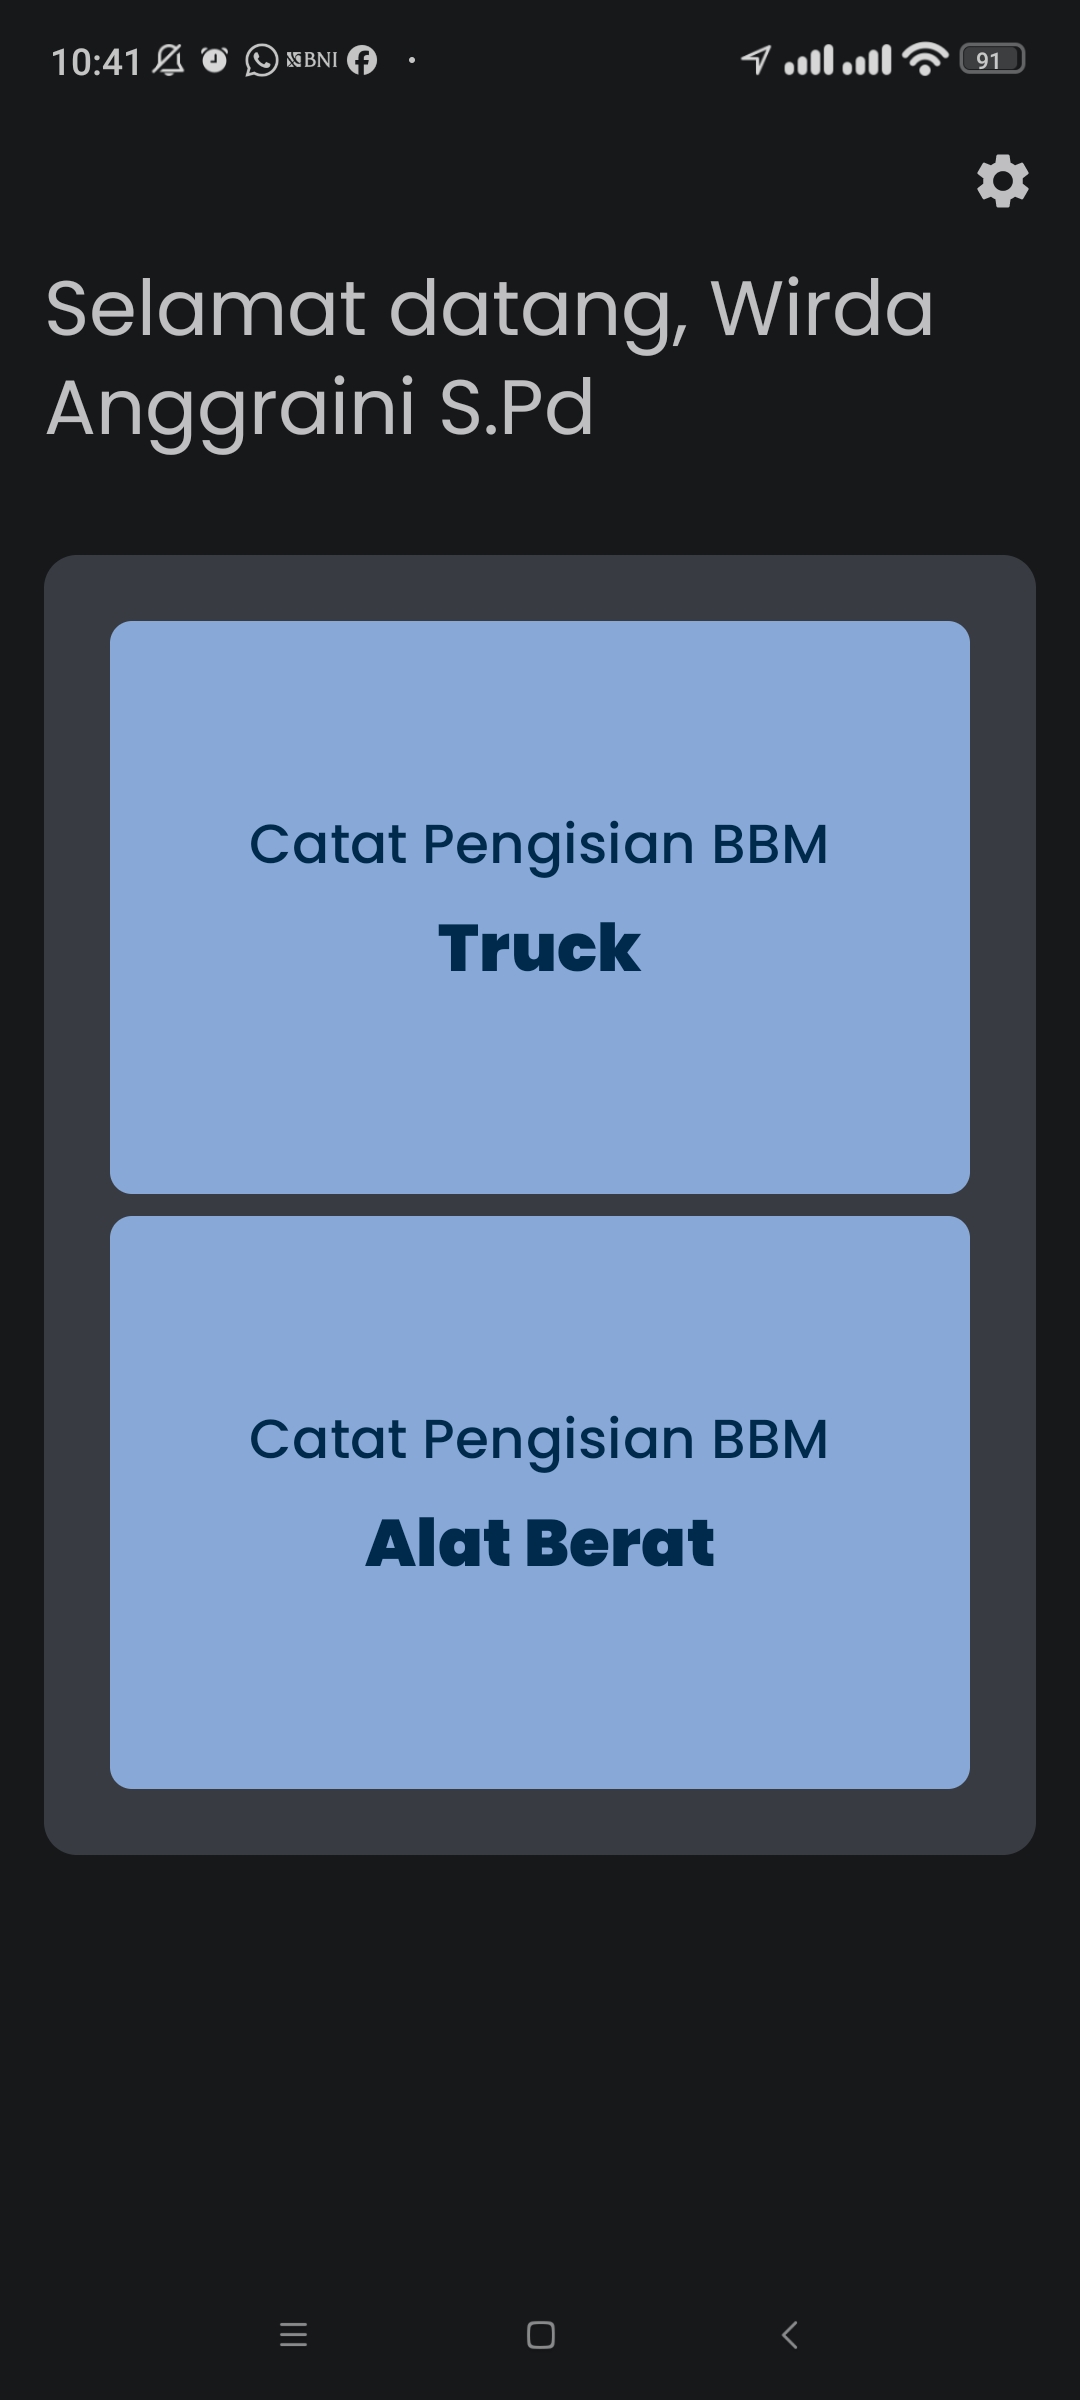 10:41 BNI 91
Selamat datang, Wirda
Anggraini S.Pd
Catat Pengisian BBM
Truck
Catat Pengisian BBM
Alat Berat